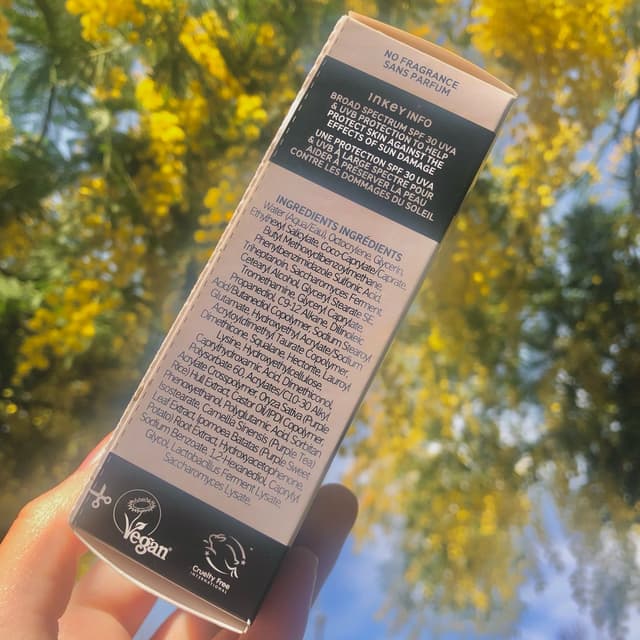 NO FRAGRANCE
SANS PARFUM
INKEY INFO
BROAD SPECTRUM SPF 30 UVA
& UVB PROTECTION TO HELP
PROTECT SKIN AGAINST THE
EFFECTS OF SUN DAMAGE
UNE PROTECTION SPF 30 UVA
& UVB À LARGE SPECTRE POUR
AIDER À PRÉSERVER LA PEAU
CONTRE LES DOMMAGES DU SOLEIL
INGREDIENTS INGRÉDIENTS
Water (Aqua/Eau), Octocrylene, Glycerin,
Ethylhexyl Salicylate, Coco-Caprylate/Caprate,
Butyl Methoxydibenzoylmethane,
Phenylbenzimidazole Sulfonic Acid,
Triheptanoin, Saccharomyces Ferment,
Cetearyl Alcohol, Glyceryl Stearate SE,
Tromethamine, Glyceryl Caprylate,
Propanediol, C9-12 Alkane, Dilinoleic
Acid/Butanediol Copolymer, Sodium Stearoyl
Glutamate, Hydroxyethyl Acrylate/Sodium
Acryloyldimethyl Taurate Copolymer,
Dimethicone, Squalane, Hectorite, Lauroyl
Lysine, Hydroxyethylcellulose,
Caprylhydroxamic Acid, Dimethiconol,
Polysorbate 60, Acrylates/C10-30 Alkyl
Acrylate Crosspolymer, Oryza Sativa (Purple
Rice) Hull Extract, Castor Oil/IPDI Copolymer,
Phenoxyethanol, Polyglutamic Acid, Sorbitan
Isostearate, Camellia Sinensis (Purple Tea)
Leaf Extract, Ipomoea Batatas (Purple Sweet
Potato) Root Extract, Hydroxyacetophenone,
Sodium Benzoate, 1,2-Hexanediol, Caprylyl
Glycol, Lactobacillus Ferment Lysate,
Saccharomyces Lysate.
Vegan
Cruelty Free
INTERNATIONAL